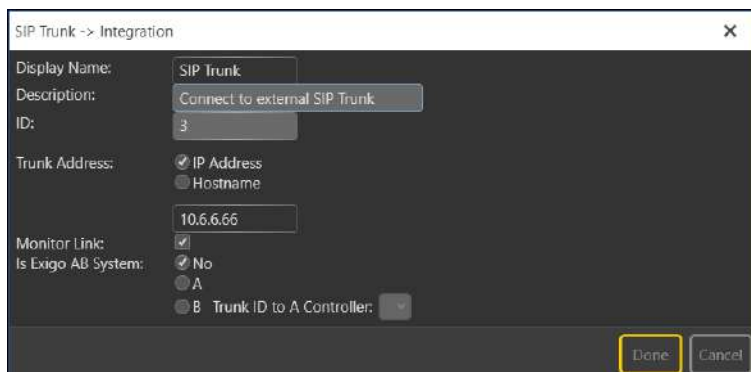 SIP Trunk -> Integration
Display Name: SIP Trunk
Description: Connect to external SIP Trunk
ID: 3
Trunk Address: IP Address
Hostname
10.6.6.66
Monitor Link:
Is Exigo AB System: No
A
B Trunk ID to A Controller:
Done Cancel